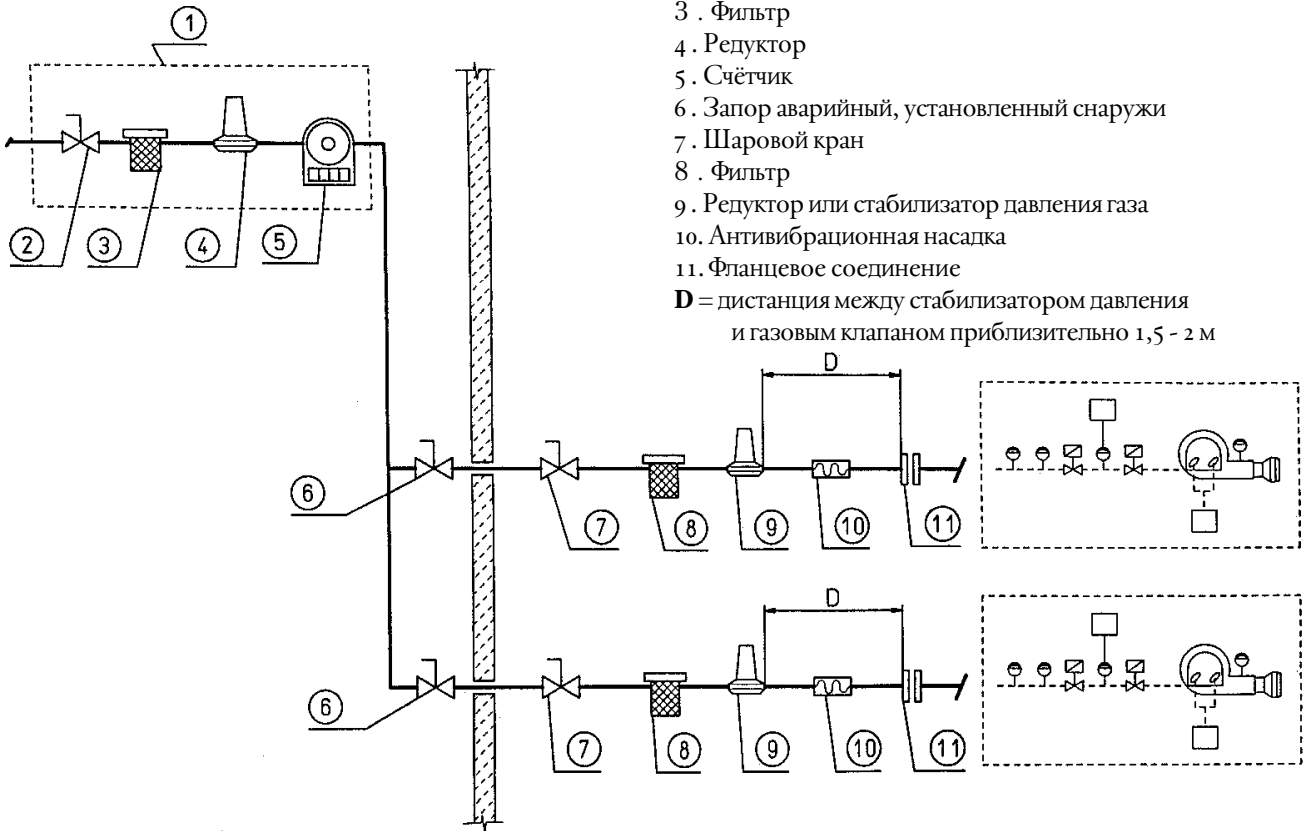 3 . Фильтр
4 . Редуктор
5 . Счётчик
6 . Запор аварийный, установленный снаружи
7 . Шаровой кран
8 . Фильтр
9 . Редуктор или стабилизатор давления газа
10. Антивибрационная насадка
11. Фланцевое соединение
D = дистанция между стабилизатором давления
и газовым клапаном приблизительно 1,5 - 2 м
1
2 3 4 5
D
6 7 8 9 10 11
D
6 7 8 9 10 11